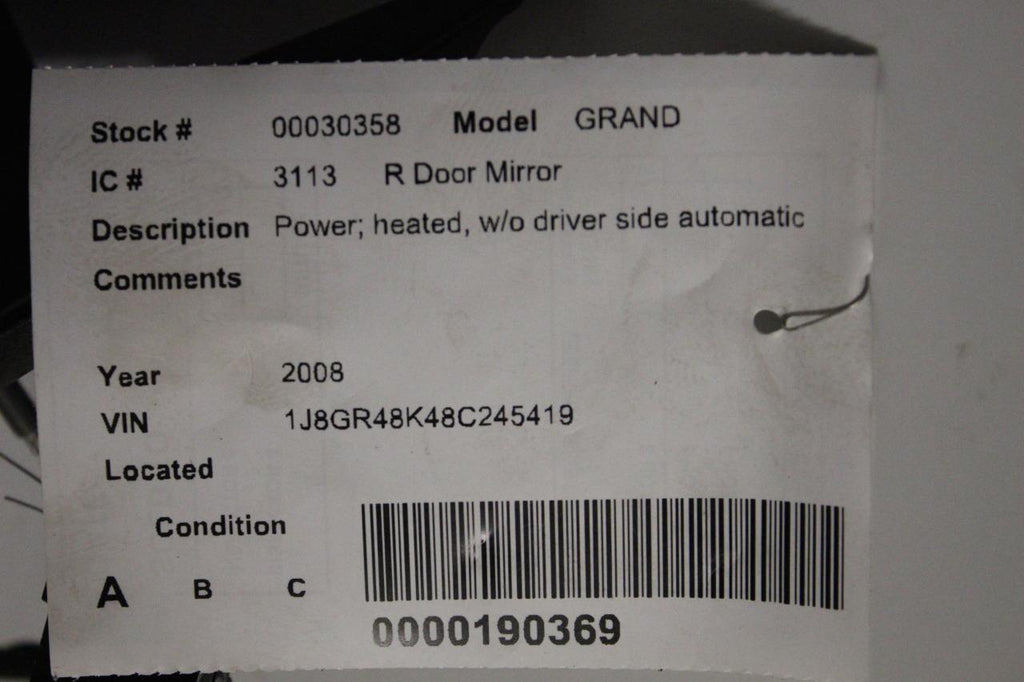 Stock # 00030358 Model GRAND
IC # 3113 R Door Mirror
Description Power; heated, w/o driver side automatic
Comments
Year 2008
VIN 1J8GR48K48C245419
Located
Condition
A B C
0000190369